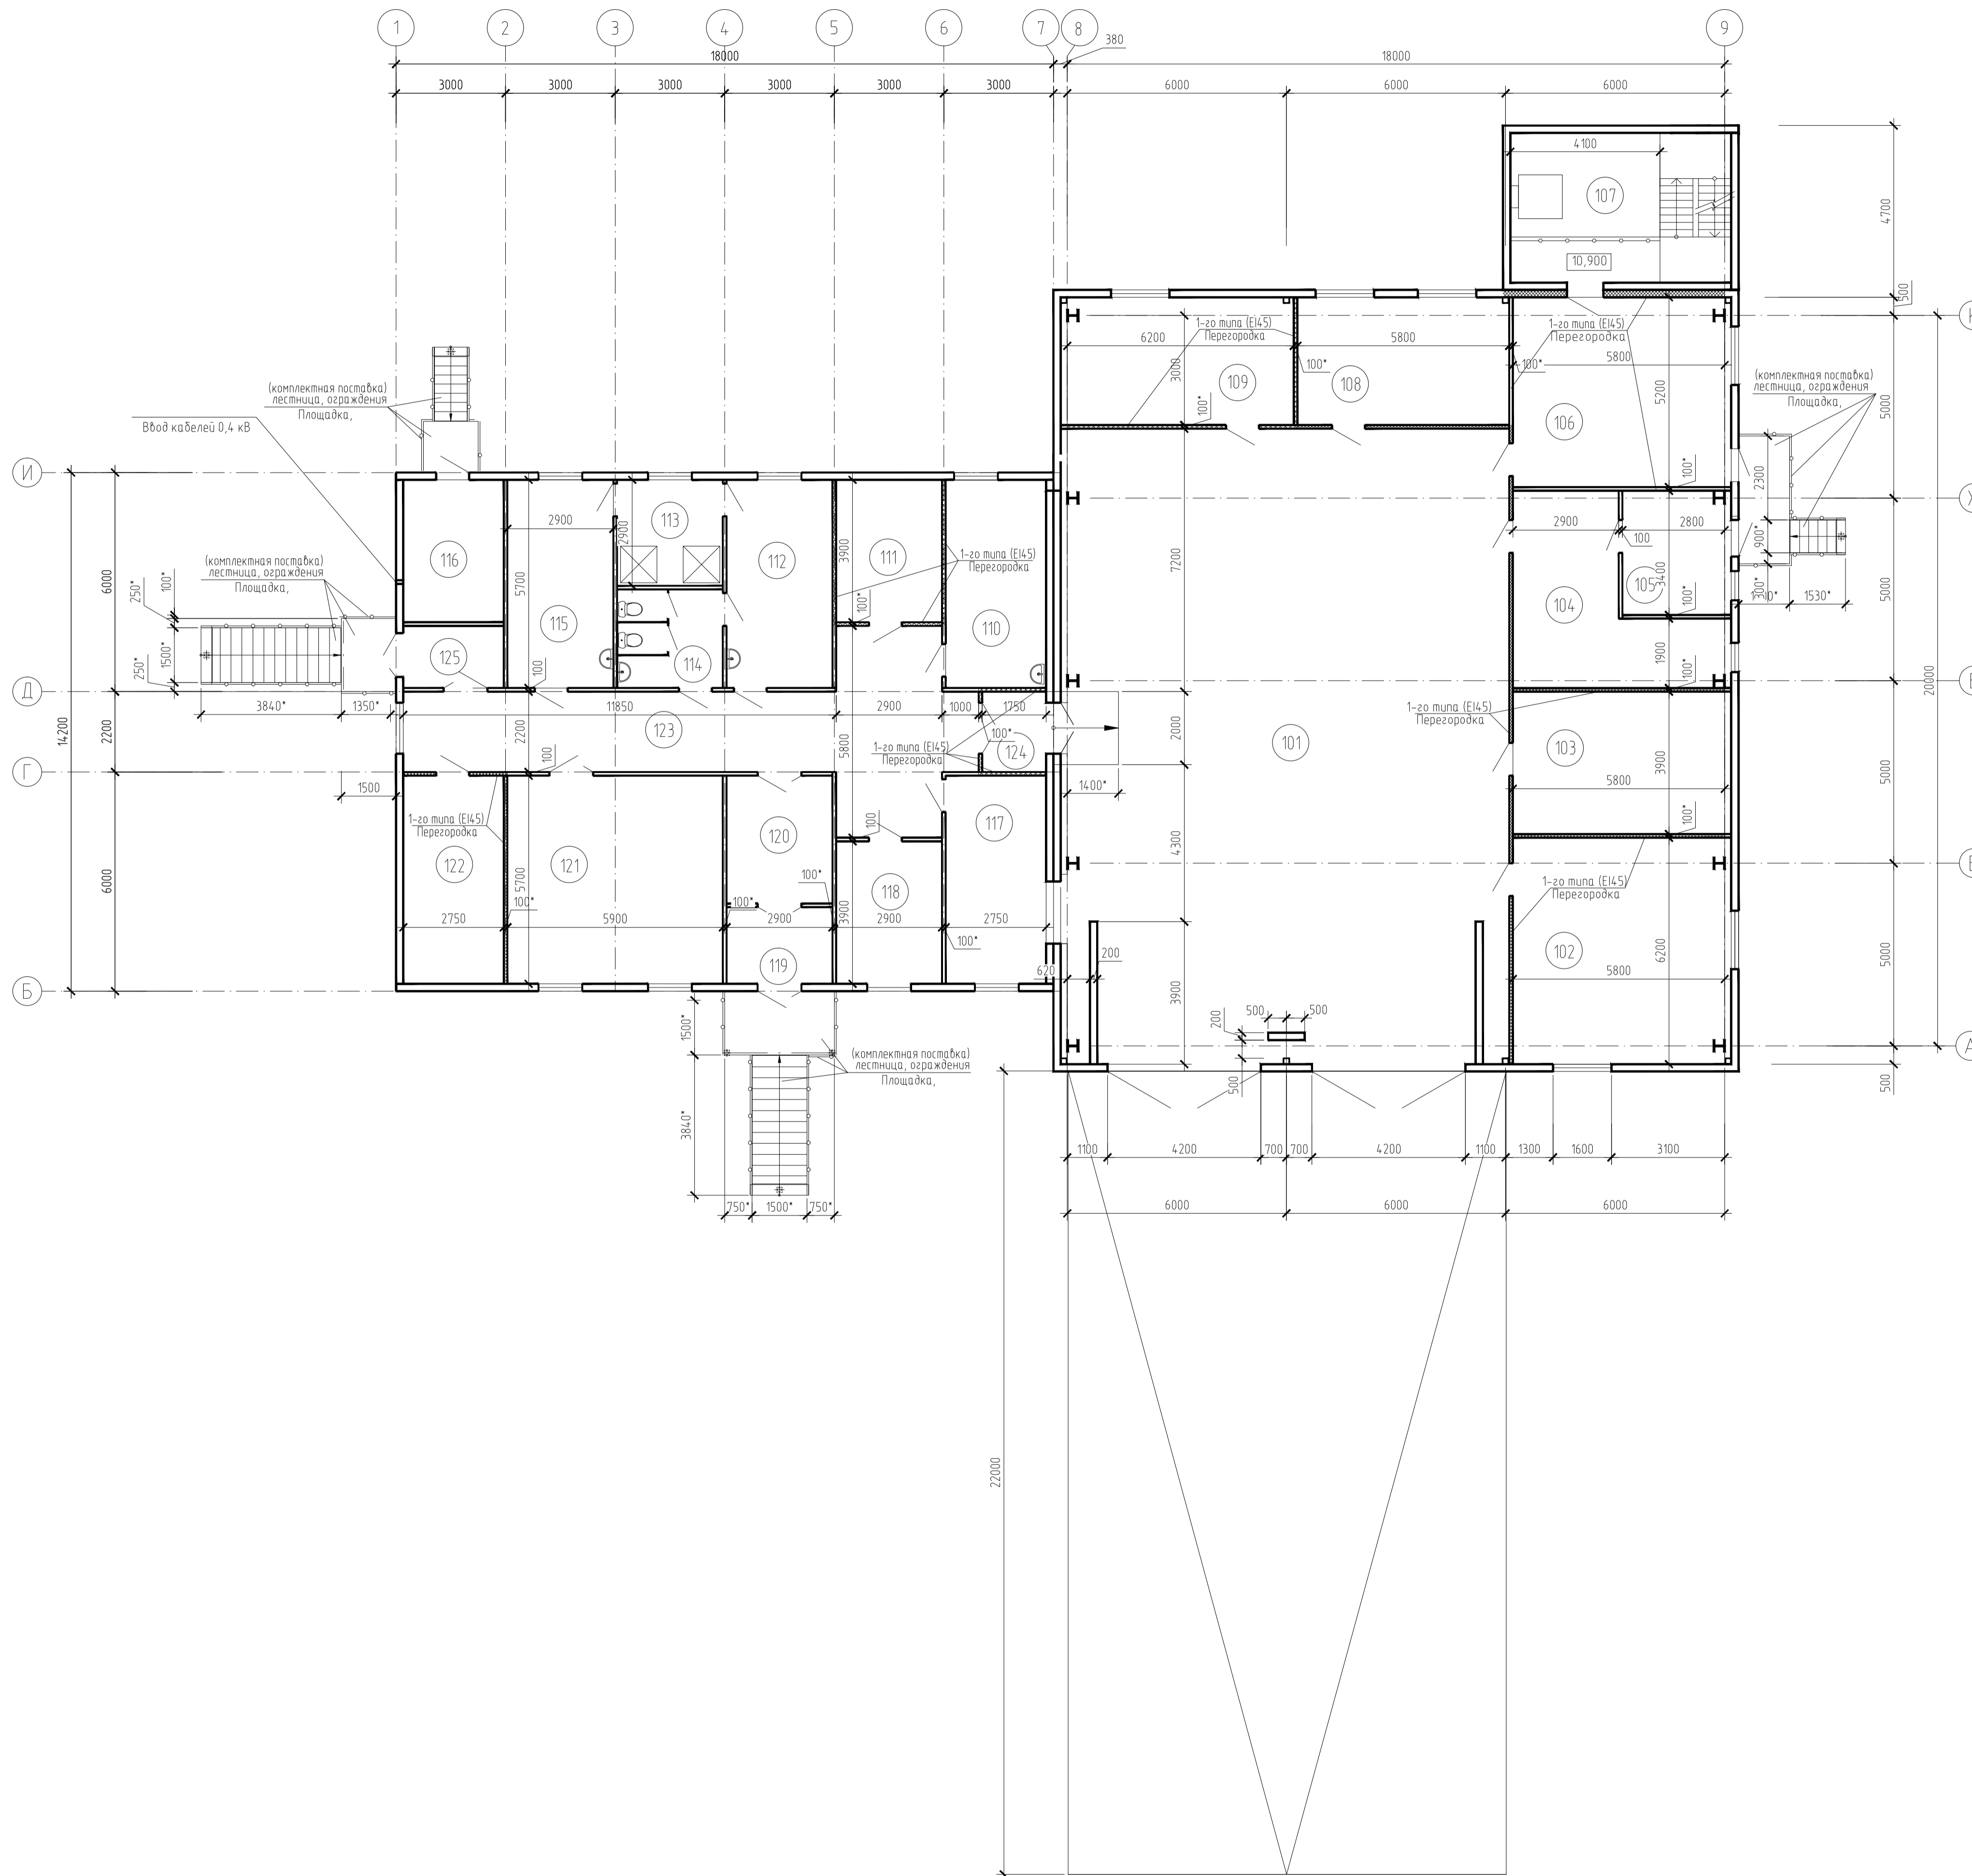 1 2 3 4 5 6 7 8 9
380
18000 18000
3000 3000 3000 3000 3000 3000 6000 6000 6000
4100
107
4700
10,900
500
1-го типа (EI45)
Перегородка
1-го типа (EI45)
Перегородка
6200 5800 5800
3000
109
100*
108
100*
100*
106
5200
5000
(комплектная поставка)
лестница, ограждения
Площадка,
(комплектная поставка)
лестница, ограждения
Площадка,
Ввод кабелей 0,4 кВ
И
100*
2300
2900
2900
113
112
3900
111
2900 2800
100
900*
116
5700
1-го типа (EI45)
Перегородка
(комплектная поставка)
лестница, ограждения
Площадка,
6000
250*
100*
7200
105
3400
300*
1530*
5000
20000
104
100*
115
100*
110
1500*
125
114
1900
250*
100
100*
Д
3840* 1350* 11850 2900 1000 1750
14200
2200
2200
123
5800
100*
124
1-го типа (EI45)
Перегородка
2000
101
1-го типа (EI45)
Перегородка
103
3900
5000
Г
100
1500
1400*
5800
1-го типа (EI45)
Перегородка
100
117
100*
120
4300
6000
122
121
5700
100*
118
3900
1-го типа (EI45)
Перегородка
100*
100*
2750 5900 2900 2900 2750
100*
102
6200
5000
119
620
200
5800
Б
3900
500 500
200
1500*
(комплектная поставка)
лестница, ограждения
Площадка,
500
500
3840*
1100 4200 700 700 4200 1100 1300 1600 3100
750* 1500* 750*
6000 6000 6000
22000